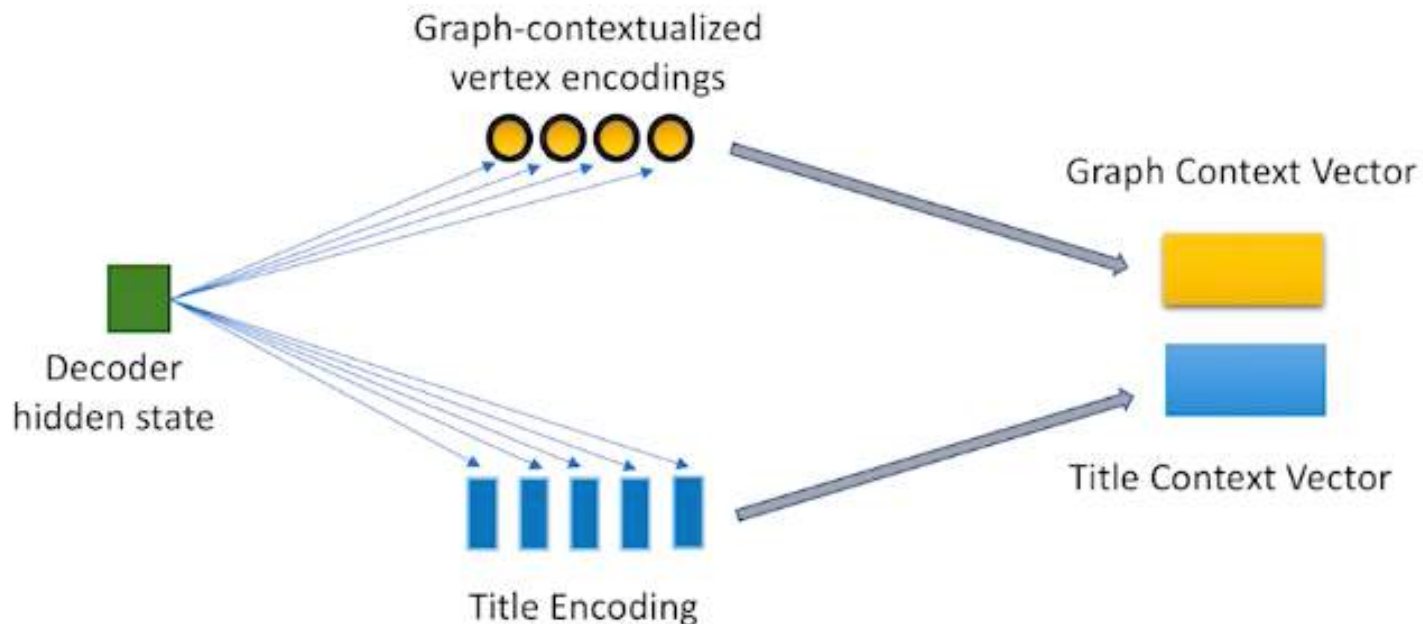 Graph-contextualized
vertex encodings
Graph Context Vector
Decoder
hidden state
Title Context Vector
Title Encoding